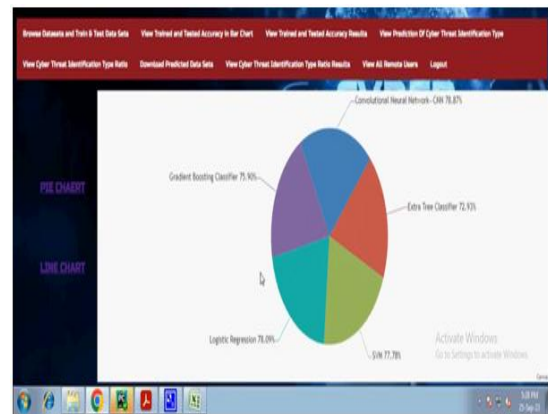 Browse Datasets and Train & Test Data Sets View Trained and Tested Accuracy in Bar Chart View Trained and Tested Accuracy Results View Prediction Of Cyber Threat Identification Type
View Cyber Threat Identification Type Ratio Download Predicted Data Sets View Cyber Threat Identification Type Ratio Results View All Remote Users Logout
Convolutional Neural Network- CNN 78.87%
Gradient Boosting Classifier 75.90%
PIE CHAERT
Extra Tree Classifier 72.93%
LINE CHART
Logistic Regression 78.09%
SVM 77.78%
Activate Windows
Go to Settings to activate Windows.
5:08 PM